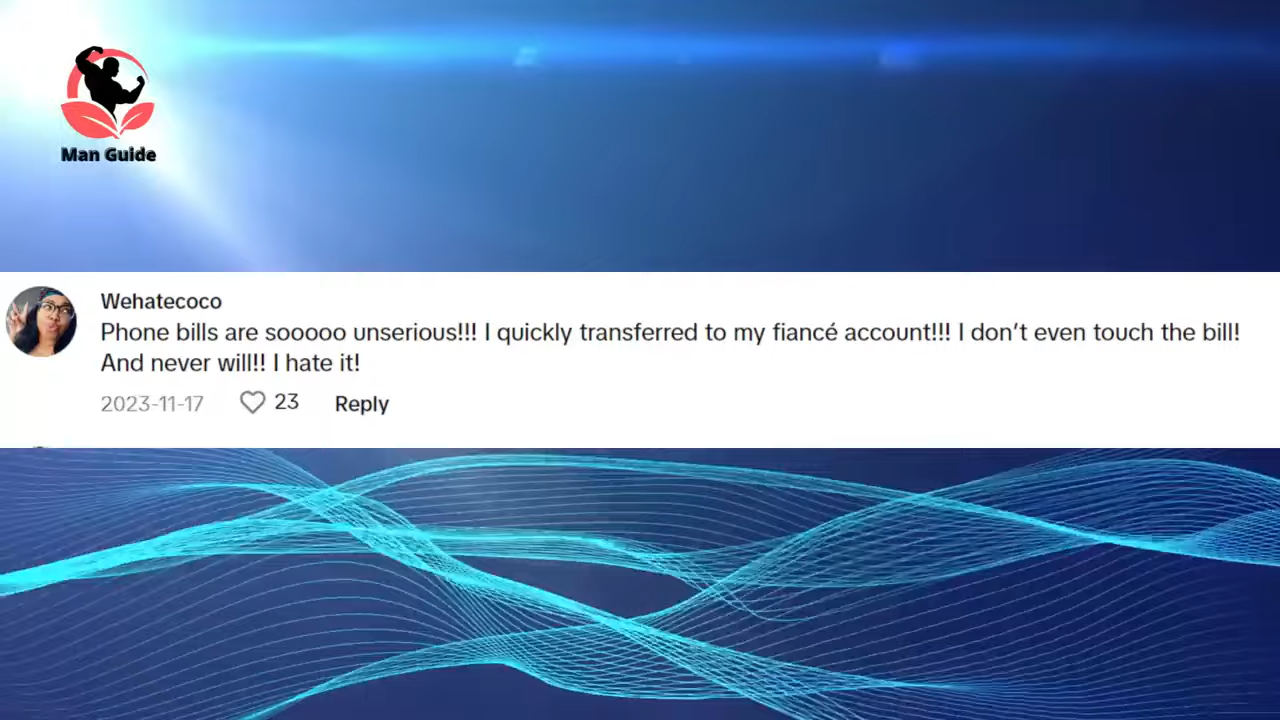 Man Guide
Wehatecoco
Phone bills are sooooo unserious!!! I quickly transferred to my fiancé account!!! I don’t even touch the bill!
And never will!! I hate it!
2023-11-17 23 Reply